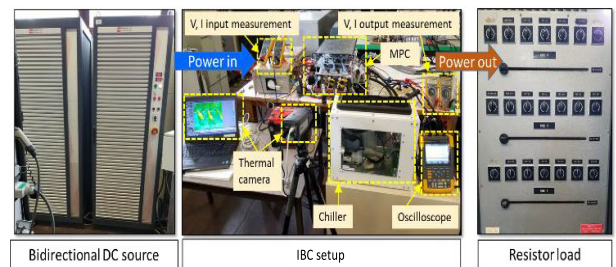 V, I input measurement
V, I output measurement
MPC
Power in
Power out
Thermal
camera
Chiller
Oscilloscope
Bidirectional DC source
IBC setup
Resistor load